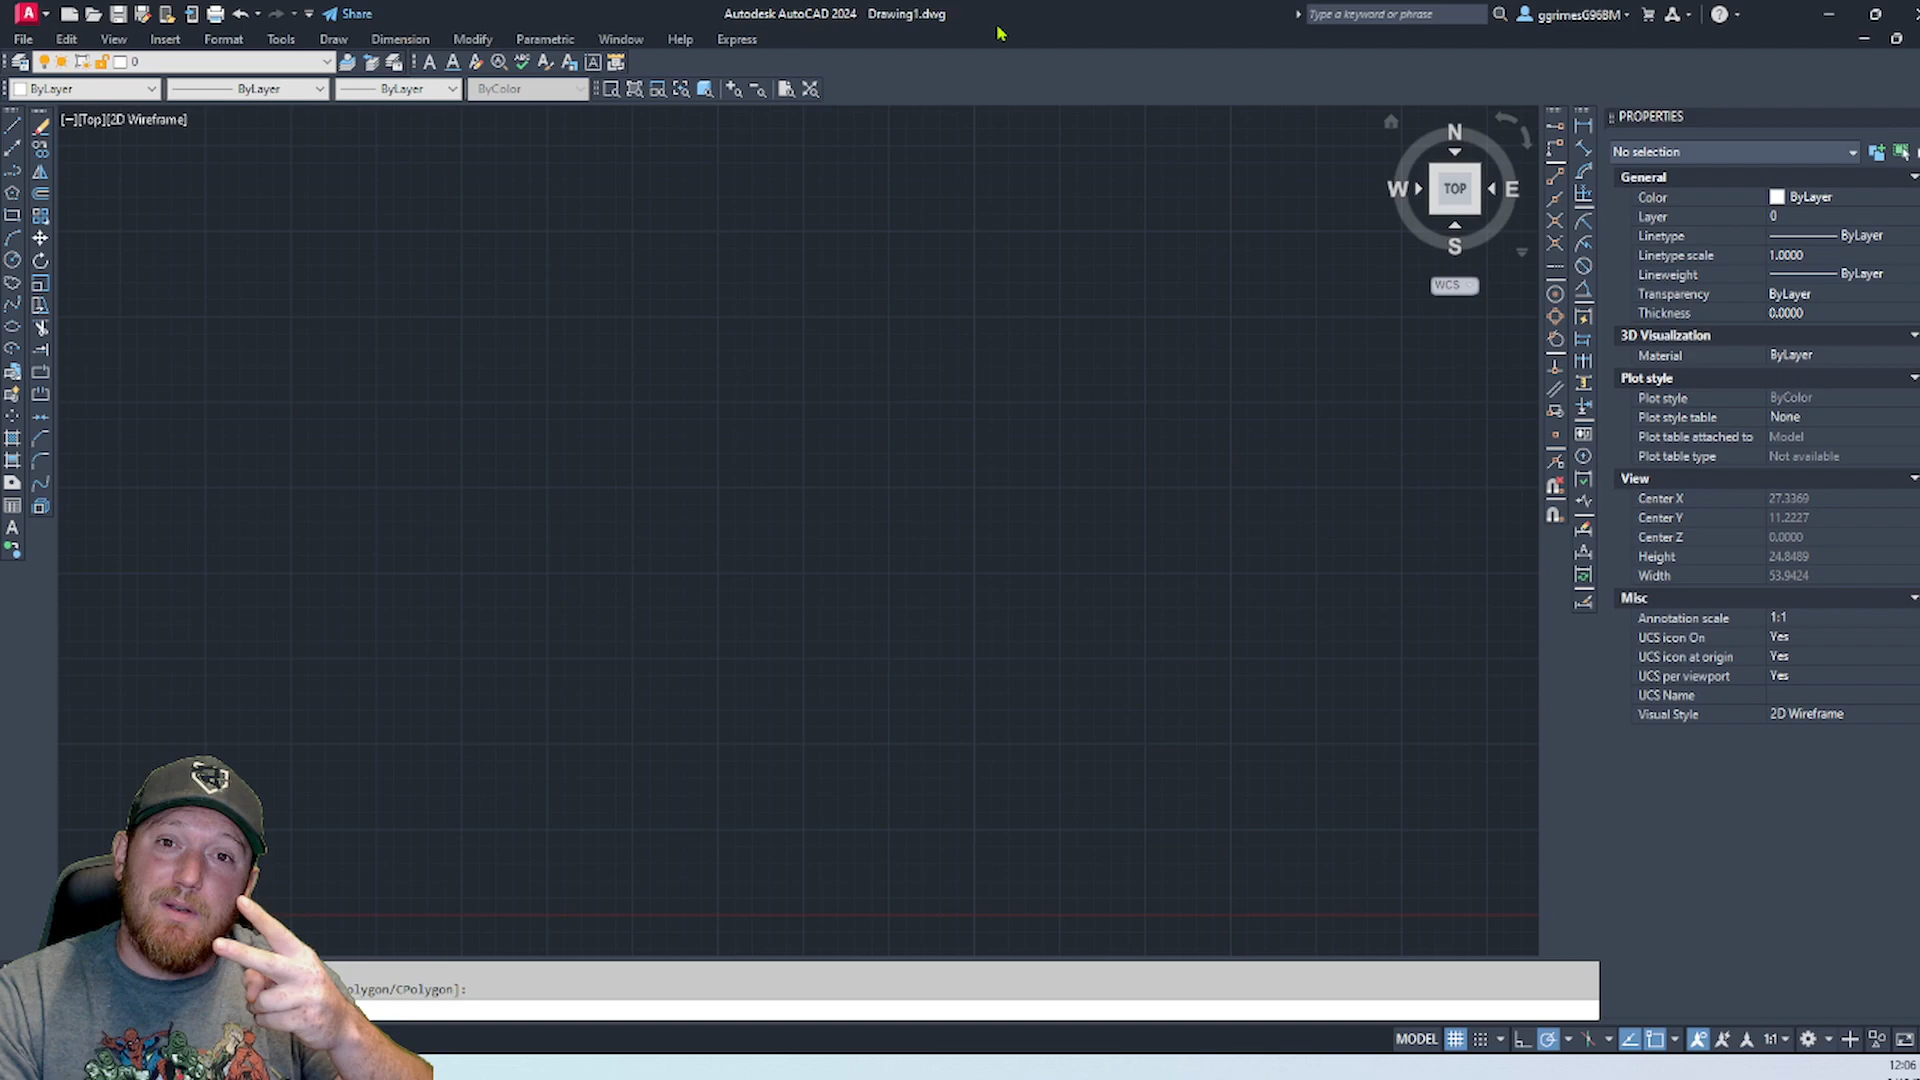 A Share Autodesk AutoCAD 2024 Drawing1.dwg Type a keyword or phrase ggrimesG96BM
File Edit View Insert Format Tools Draw Dimension Modify Parametric Window Help Express
0
ByLayer ByLayer ByLayer ByColor
[−][Top][2D Wireframe]
PROPERTIES
N
No selection
W TOP E
S
WCS
General
Color ByLayer
Layer 0
Linetype ByLayer
Linetype scale 1.0000
Lineweight ByLayer
Transparency ByLayer
Thickness 0.0000
3D Visualization
Material ByLayer
Plot style
Plot style ByColor
Plot style table None
Plot table attached to Model
Plot table type Not available
View
Center X 27.3369
Center Y 11.2227
Center Z 0.0000
Height 24.8489
Width 53.9424
Misc
Annotation scale 1:1
UCS icon On Yes
UCS icon at origin Yes
UCS per viewport Yes
UCS Name
Visual Style 2D Wireframe
olygon/CPolygon]:
MODEL 1:1
12:06